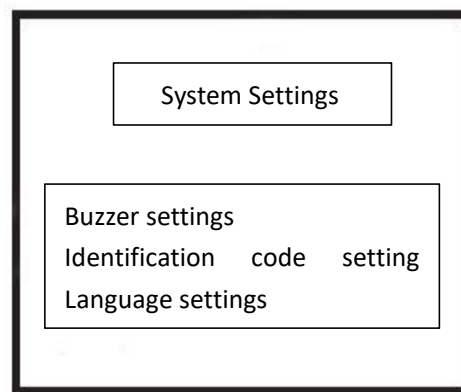 System Settings
Buzzer settings
Identification code setting
Language settings